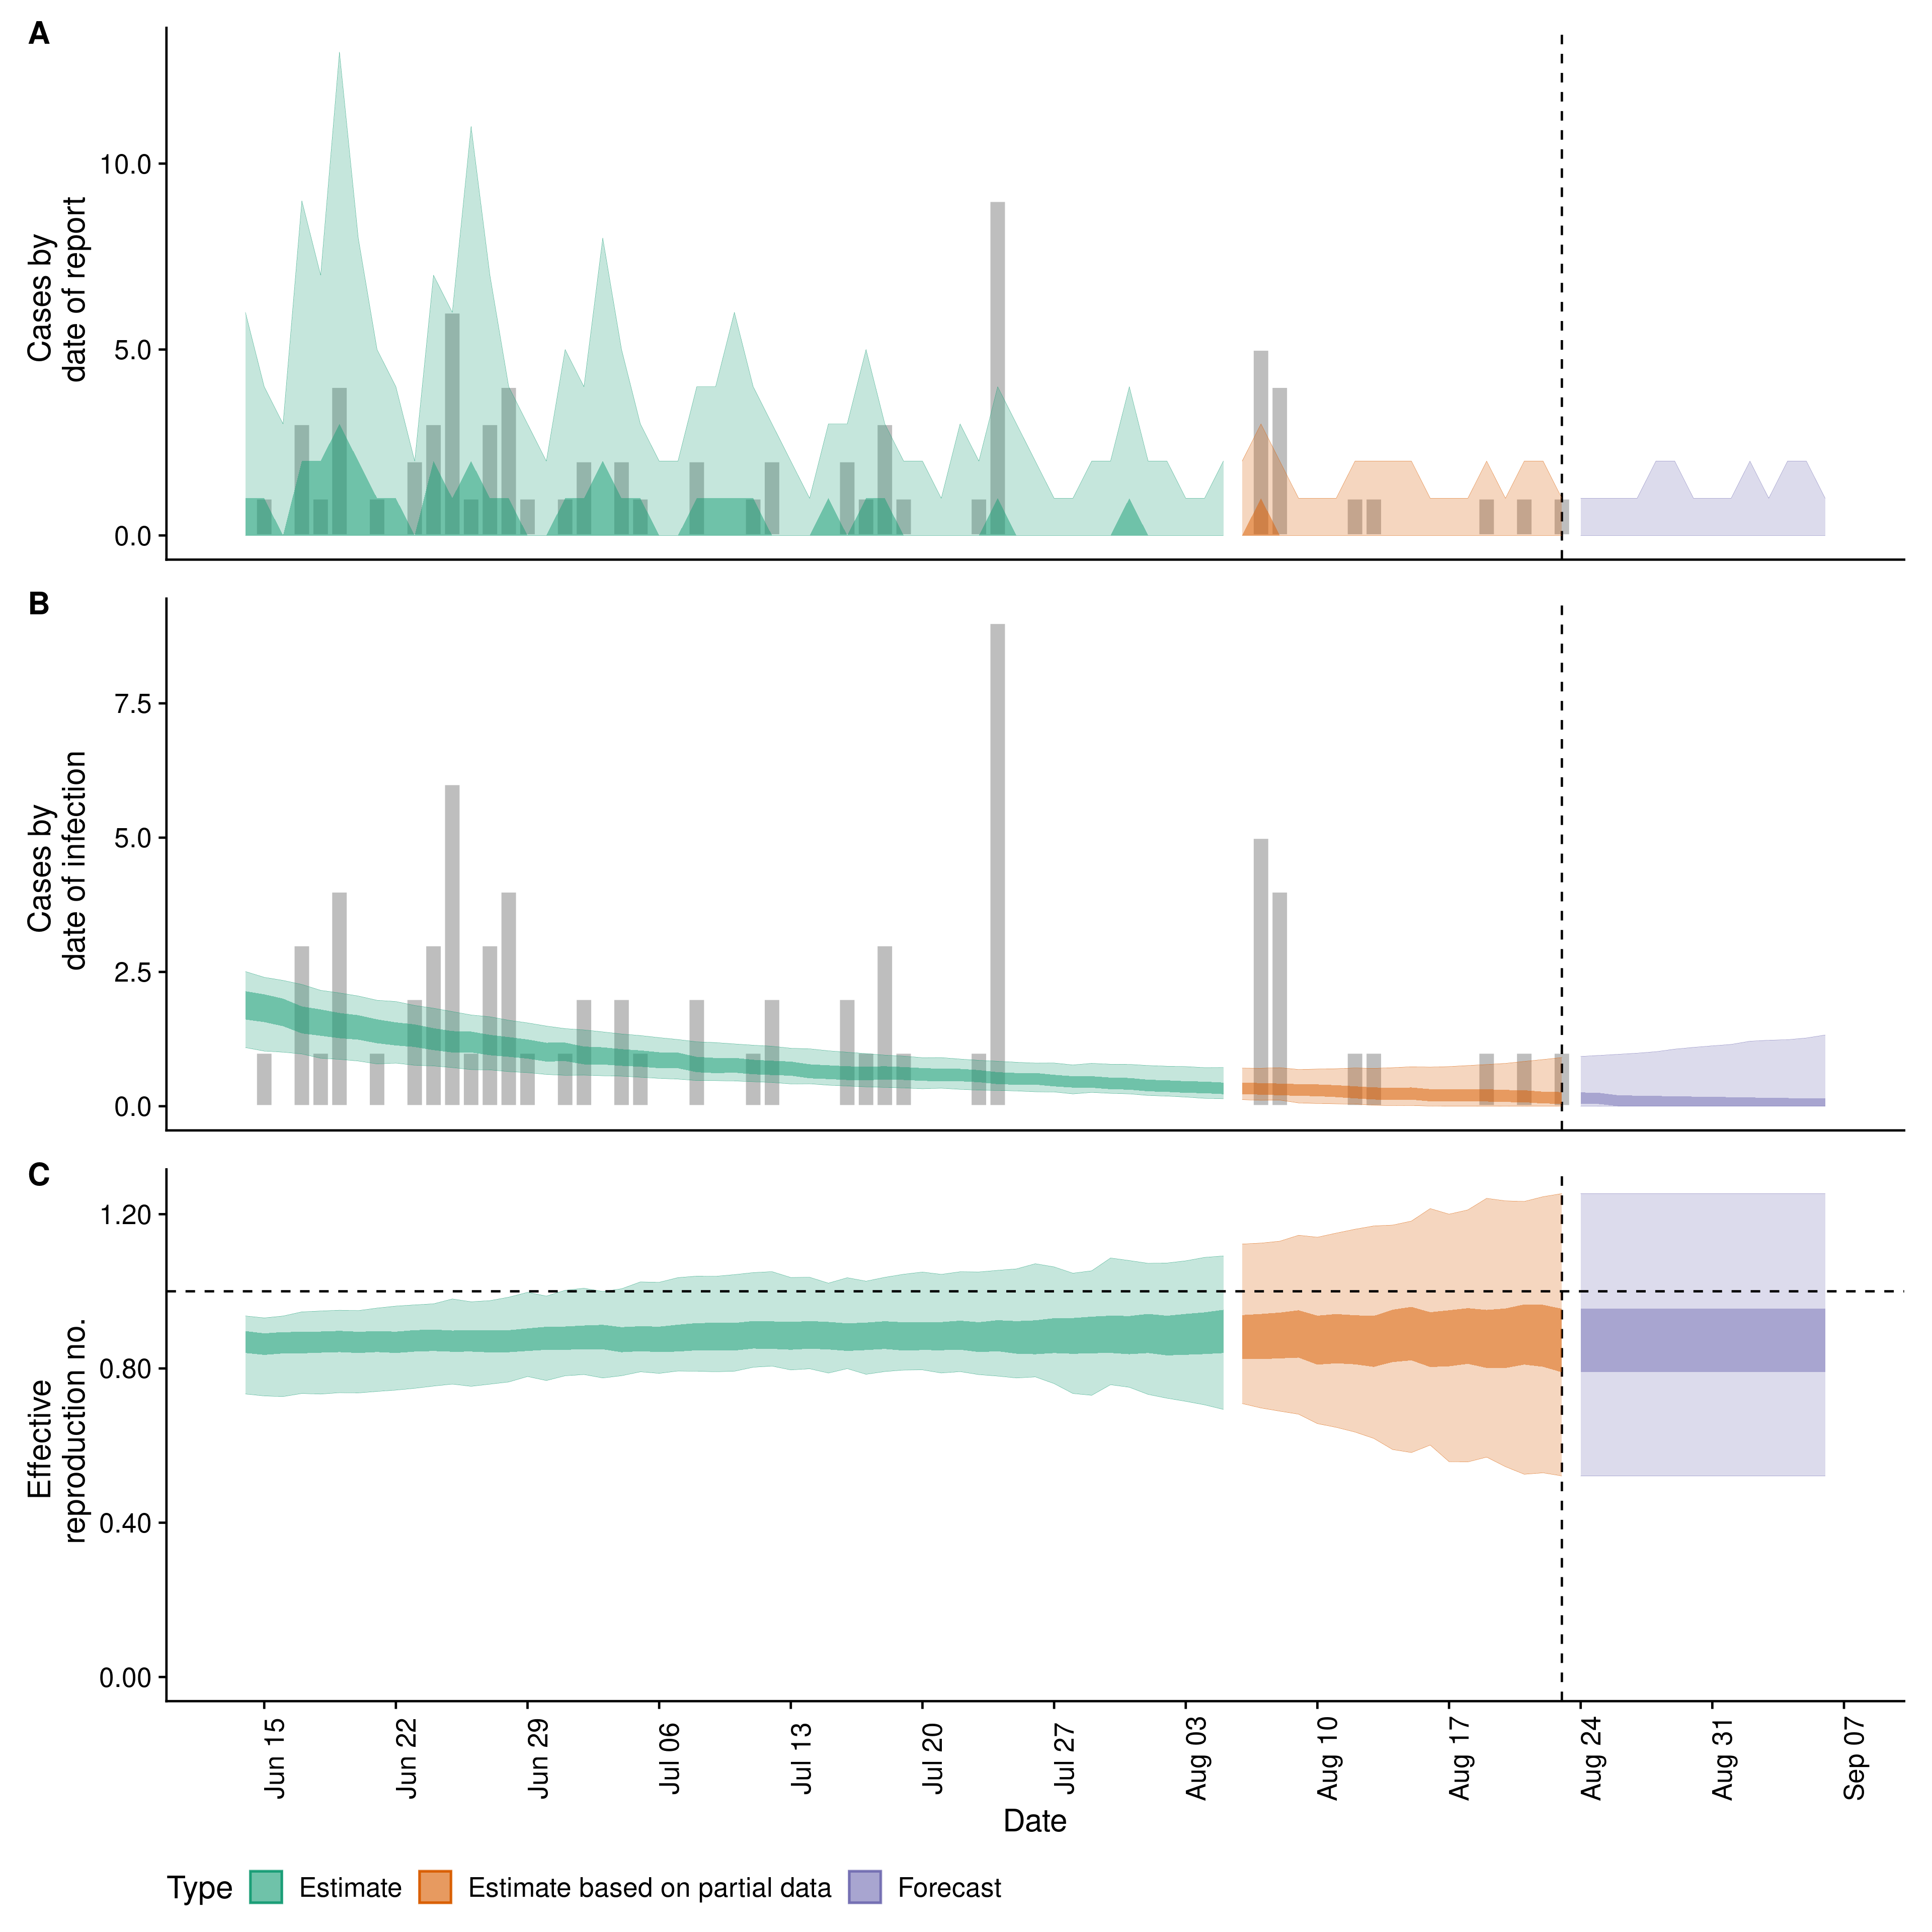 A
Cases by
date of report
10.0
5.0
0.0
B
Cases by
date of infection
7.5
5.0
2.5
0.0
C
Effective
reproduction no.
1.20
0.80
0.40
0.00
Jun 15
Jun 22
Jun 29
Jul 06
Jul 13
Jul 20
Jul 27
Aug 03
Aug 10
Aug 17
Aug 24
Aug 31
Sep 07
Date
Type Estimate Estimate based on partial data Forecast